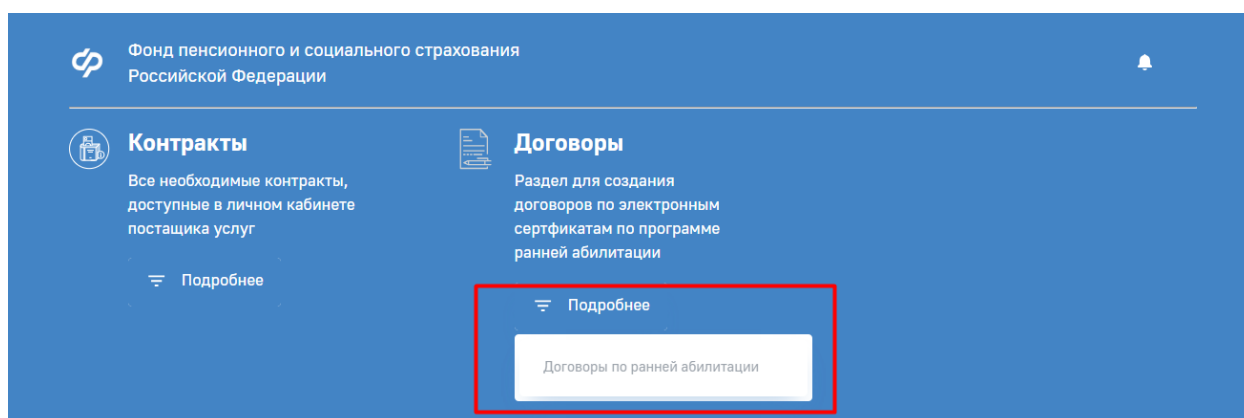 Фонд пенсионного и социального страхования
Российской Федерации
Контракты
Все необходимые контракты,
доступные в личном кабинете
постащика услуг
Подробнее
Договоры
Раздел для создания
договоров по электронным
сертфикатам по программе
ранней абилитации
Подробнее
Договоры по ранней абилитации